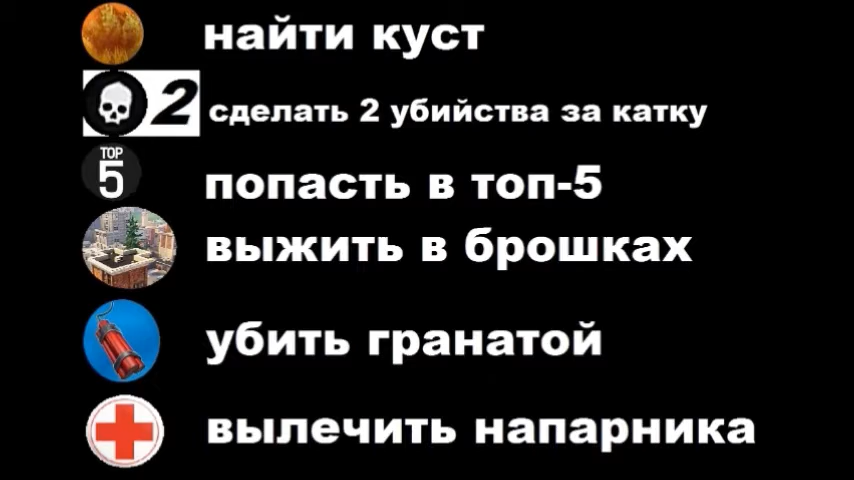 найти куст
2 сделать 2 убийства за катку
TOP
5
попасть в топ-5
выжить в брошках
убить гранатой
вылечить напарника